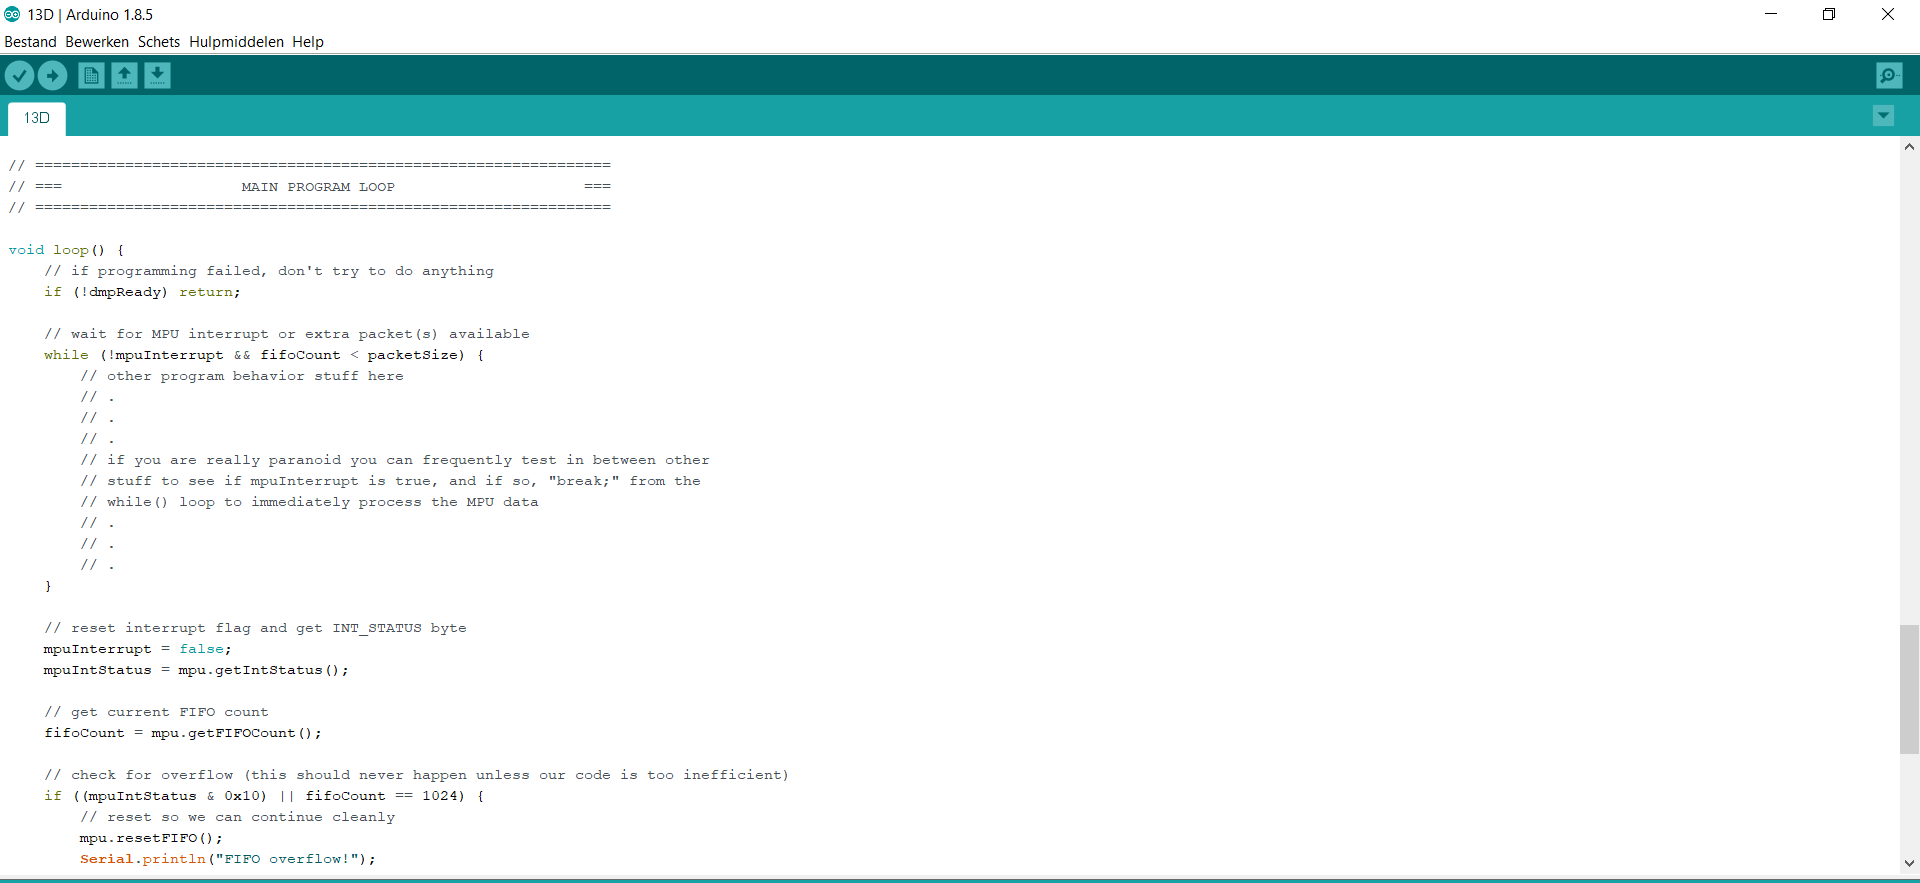 13D | Arduino 1.8.5
Bestand Bewerken Schets Hulpmiddelen Help
13D
// ================================================================
// ===                    MAIN PROGRAM LOOP                     ===
// ================================================================
void loop() {
    // if programming failed, don't try to do anything
    if (!dmpReady) return;
    // wait for MPU interrupt or extra packet(s) available
    while (!mpuInterrupt && fifoCount < packetSize) {
        // other program behavior stuff here
        // .
        // .
        // .
        // if you are really paranoid you can frequently test in between other
        // stuff to see if mpuInterrupt is true, and if so, "break;" from the
        // while() loop to immediately process the MPU data
        // .
        // .
        // .
    }
    // reset interrupt flag and get INT_STATUS byte
    mpuInterrupt = false;
    mpuIntStatus = mpu.getIntStatus();
    // get current FIFO count
    fifoCount = mpu.getFIFOCount();
    // check for overflow (this should never happen unless our code is too inefficient)
    if ((mpuIntStatus & 0x10) || fifoCount == 1024) {
        // reset so we can continue cleanly
        mpu.resetFIFO();
        Serial.println("FIFO overflow!");